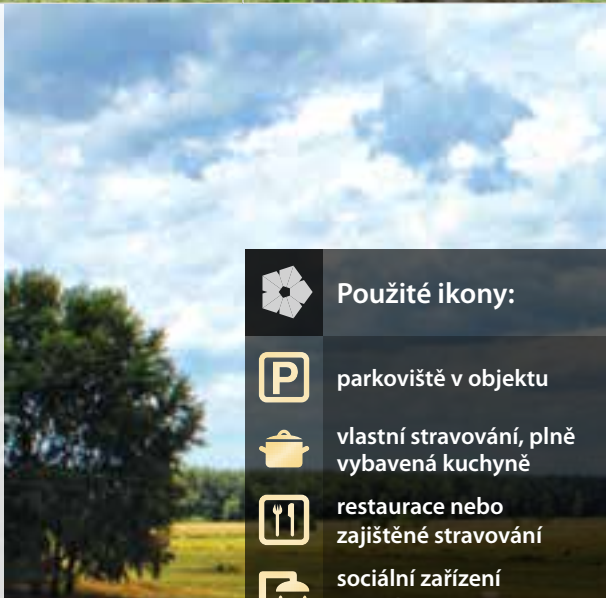 Použité ikony:
P
parkoviště v objektu
vlastní stravování, plně
vybavená kuchyně
restaurace nebo
zajištěné stravování
sociální zařízení